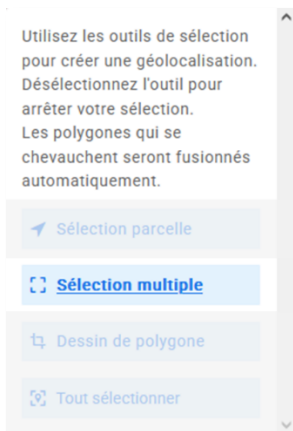 Utilisez les outils de sélection
pour créer une géolocalisation.
Désélectionnez l'outil pour
arrêter votre sélection.
Les polygones qui se
chevauchent seront fusionnés
automatiquement.
Sélection parcelle
Sélection multiple
Dessin de polygone
Tout sélectionner